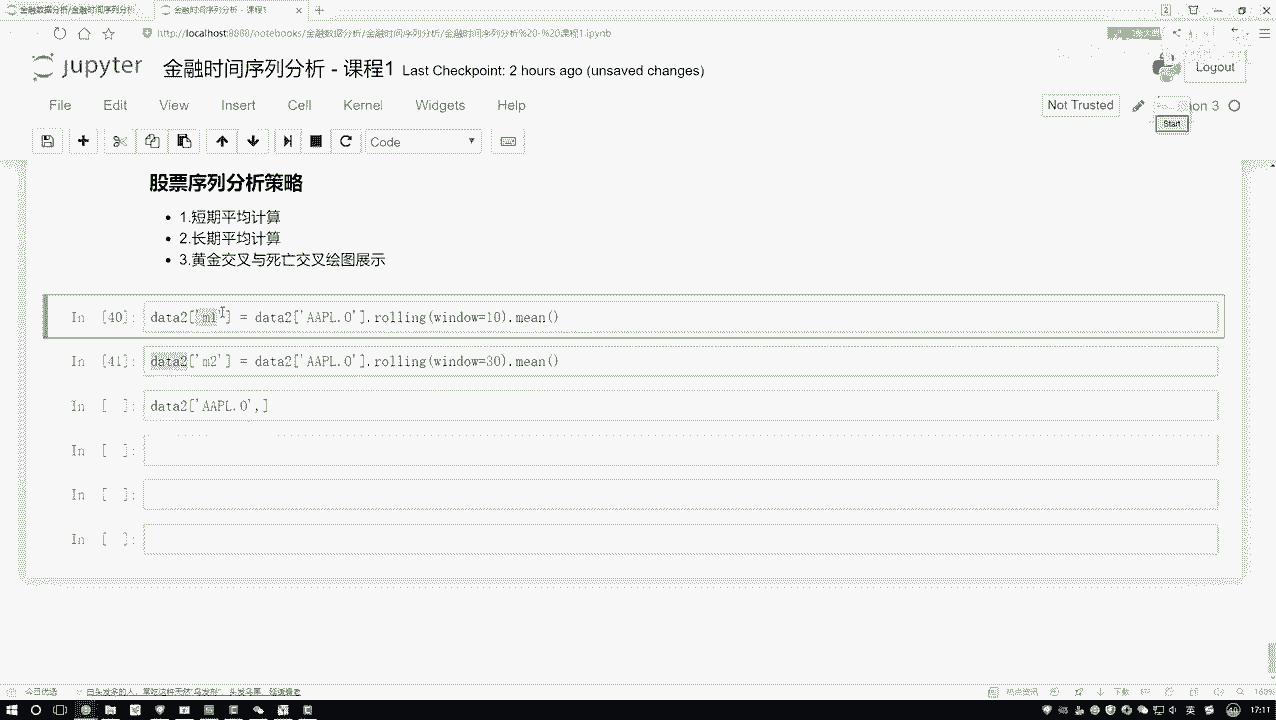 金融数据分析/金融时间序列分析
金融时间序列分析 - 课程1
http://localhost:8888/notebooks/金融数据分析/金融时间序列分析/金融时间序列分析%20-%20课程1.ipynb
jupyter 金融时间序列分析 - 课程1 Last Checkpoint: 2 hours ago (unsaved changes)
Logout
File Edit View Insert Cell Kernel Widgets Help
Not Trusted
on 3
Start
Code
股票序列分析策略
1.短期平均计算
2.长期平均计算
3.黄金交叉与死亡交叉绘图展示
In [40]: data2['m1'] = data2['AAPL.O'].rolling(window=10).mean()
In [41]: data2['m2'] = data2['AAPL.O'].rolling(window=30).mean()
In [ ]: data2['AAPL.O',]
In [ ]:
In [ ]:
In [ ]:
今日优选
热点资讯
下载
160%
英
17:11